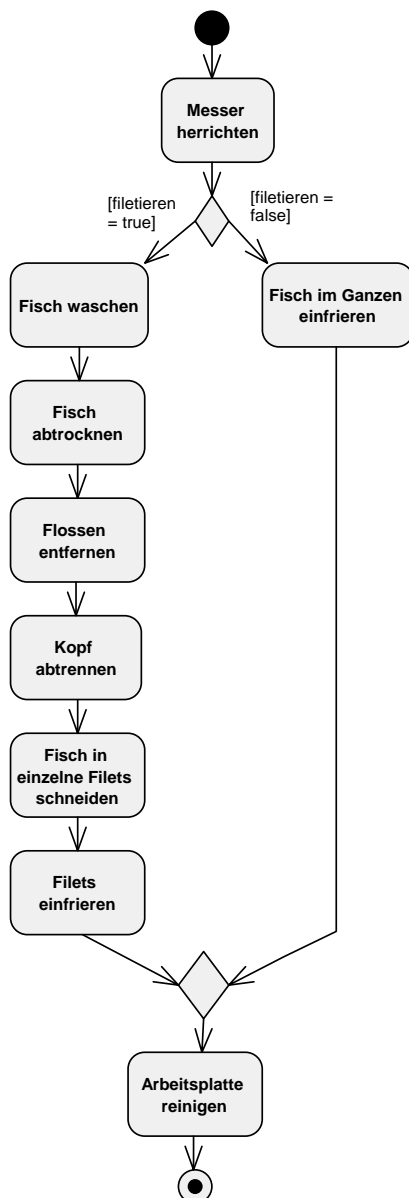 Messer
herrichten
[filetieren
= true]
[filetieren =
false]
Fisch waschen
Fisch im Ganzen
einfrieren
Fisch
abtrocknen
Flossen
entfernen
Kopf
abtrennen
Fisch in
einzelne Filets
schneiden
Filets
einfrieren
Arbeitsplatte
reinigen